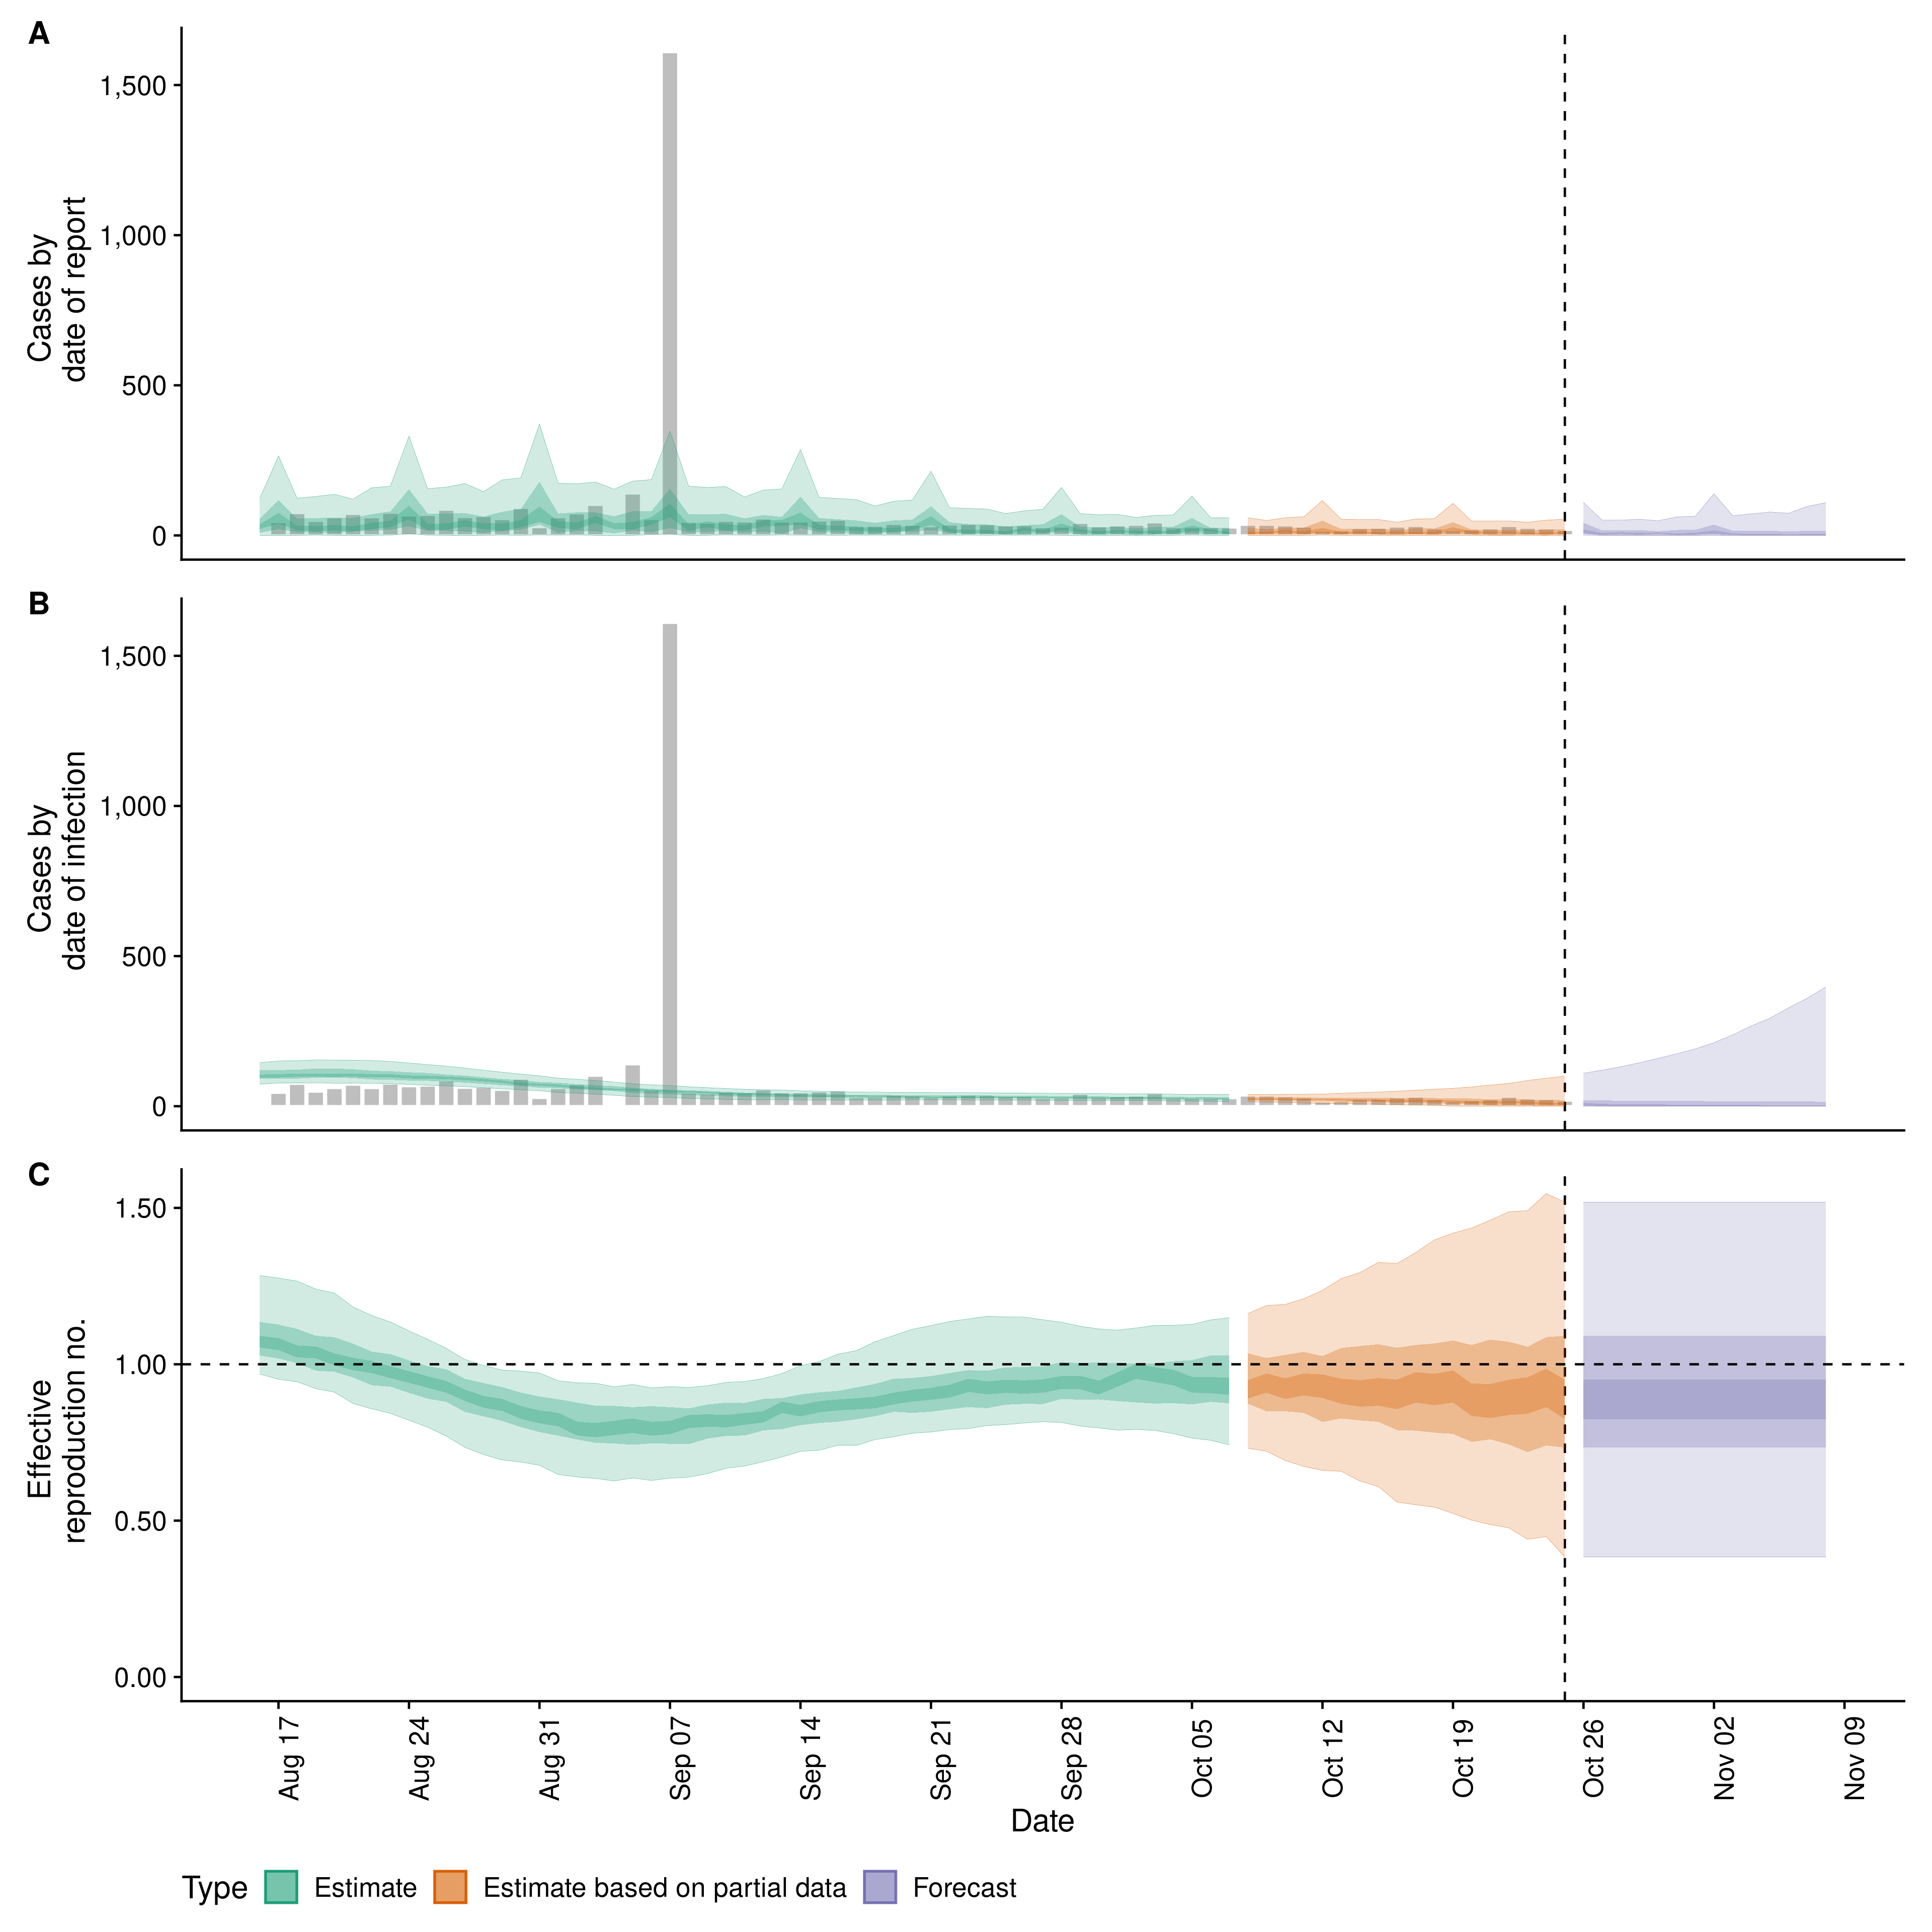 A
Cases by
date of report
1,500
1,000
500
0
B
Cases by
date of infection
1,500
1,000
500
0
C
Effective
reproduction no.
1.50
1.00
0.50
0.00
Aug 17
Aug 24
Aug 31
Sep 07
Sep 14
Sep 21
Sep 28
Oct 05
Oct 12
Oct 19
Oct 26
Nov 02
Nov 09
Date
Type
Estimate
Estimate based on partial data
Forecast